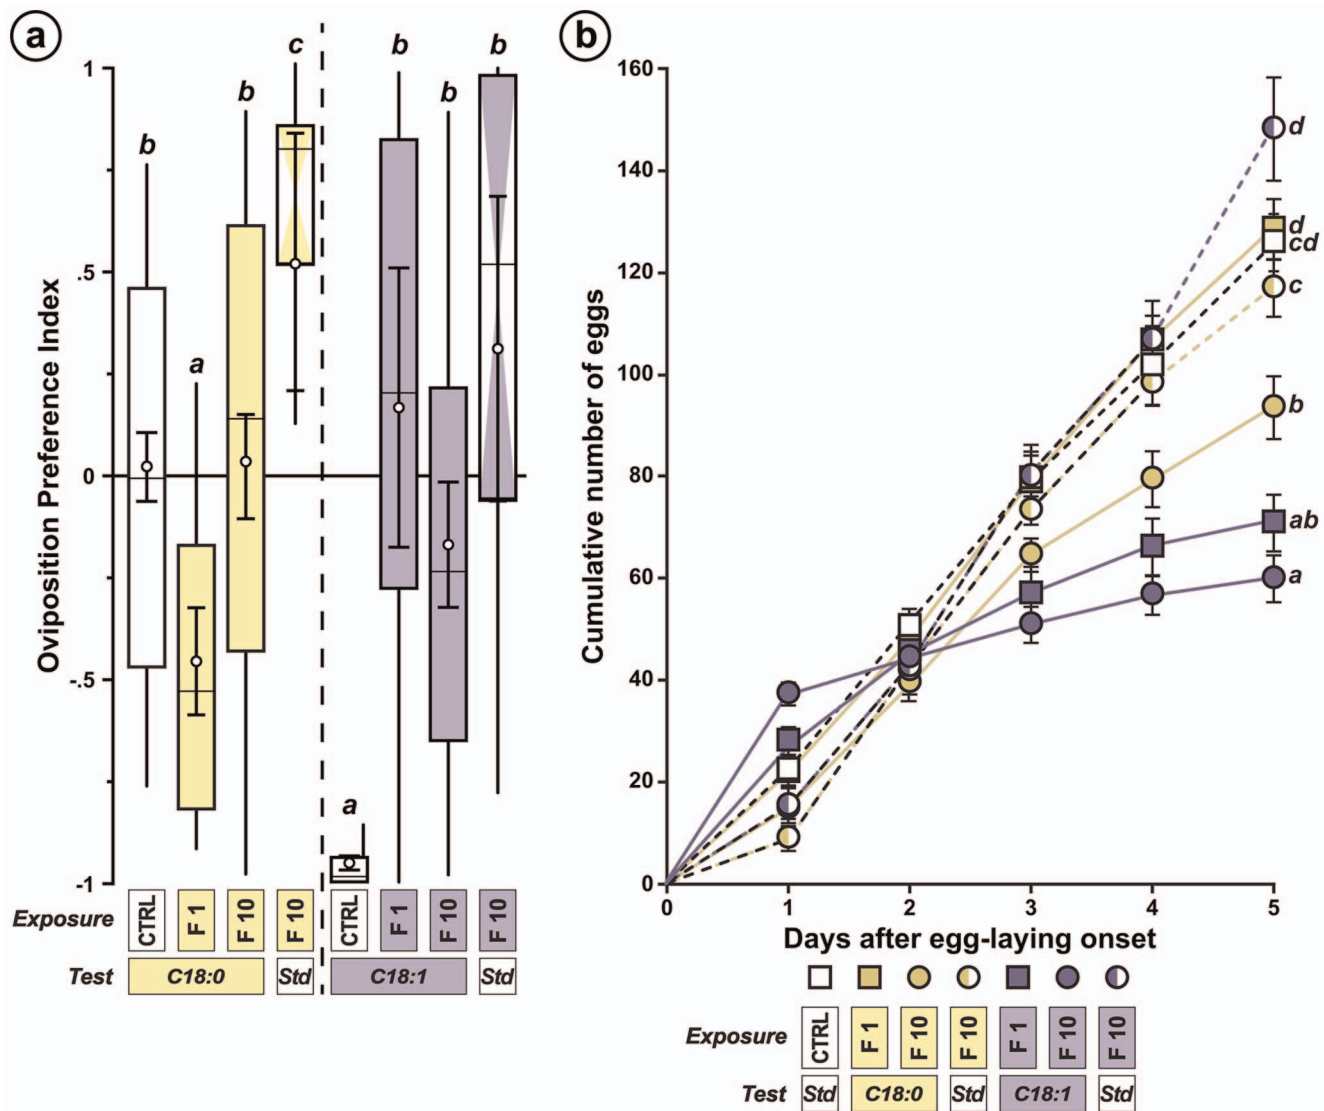 a
Oviposition Preference Index
1
.5
0
-.5
-1
b
a
b
c
a
b
b
b
Exposure
CTRL
F 1
F 10
F 10
CTRL
F 1
F 10
F 10
Test
C18:0
Std
C18:1
Std
b
Cumulative number of eggs
160
140
120
100
80
60
40
20
0
d
d
cd
c
b
ab
a
0 1 2 3 4 5
Days after egg-laying onset
Exposure
CTRL
F 1
F 10
F 10
F 1
F 10
F 10
Test
Std
C18:0
Std
C18:1
Std